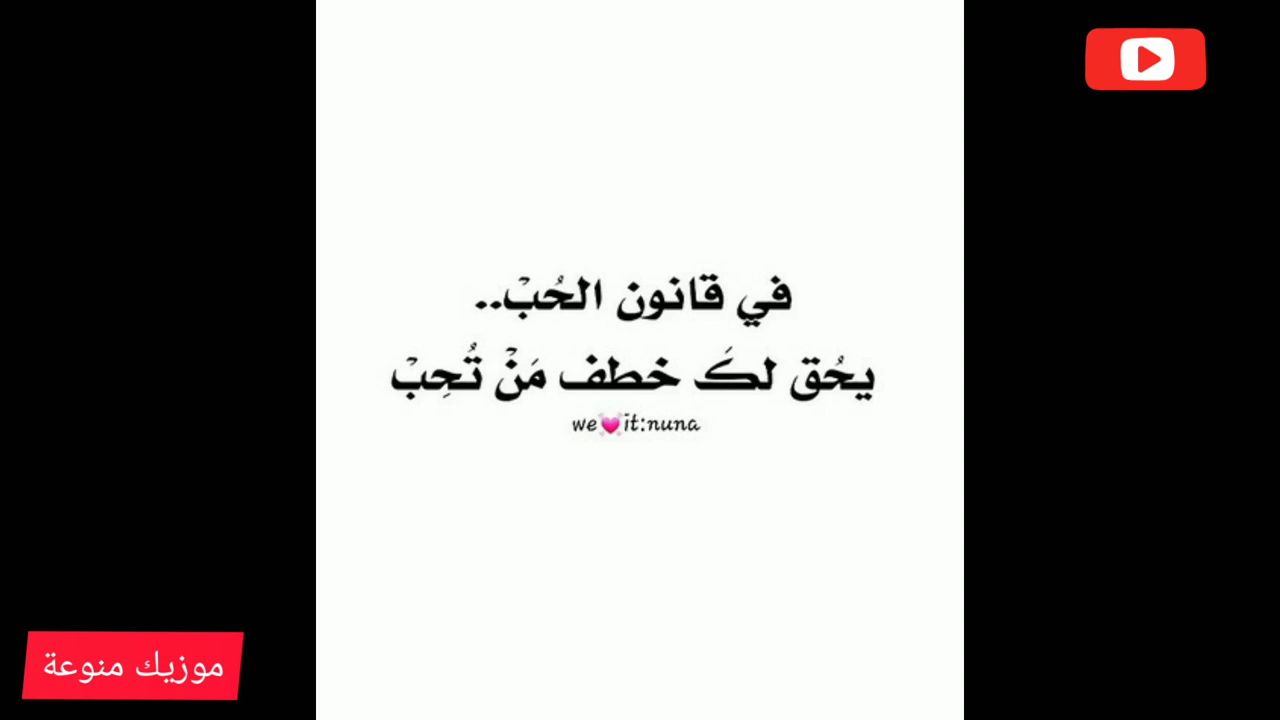 في قانون الحُبْ..
يحُق لكَ خطف مَنْ تُحِبْ
we💓it:nuna
موزيك منوعة